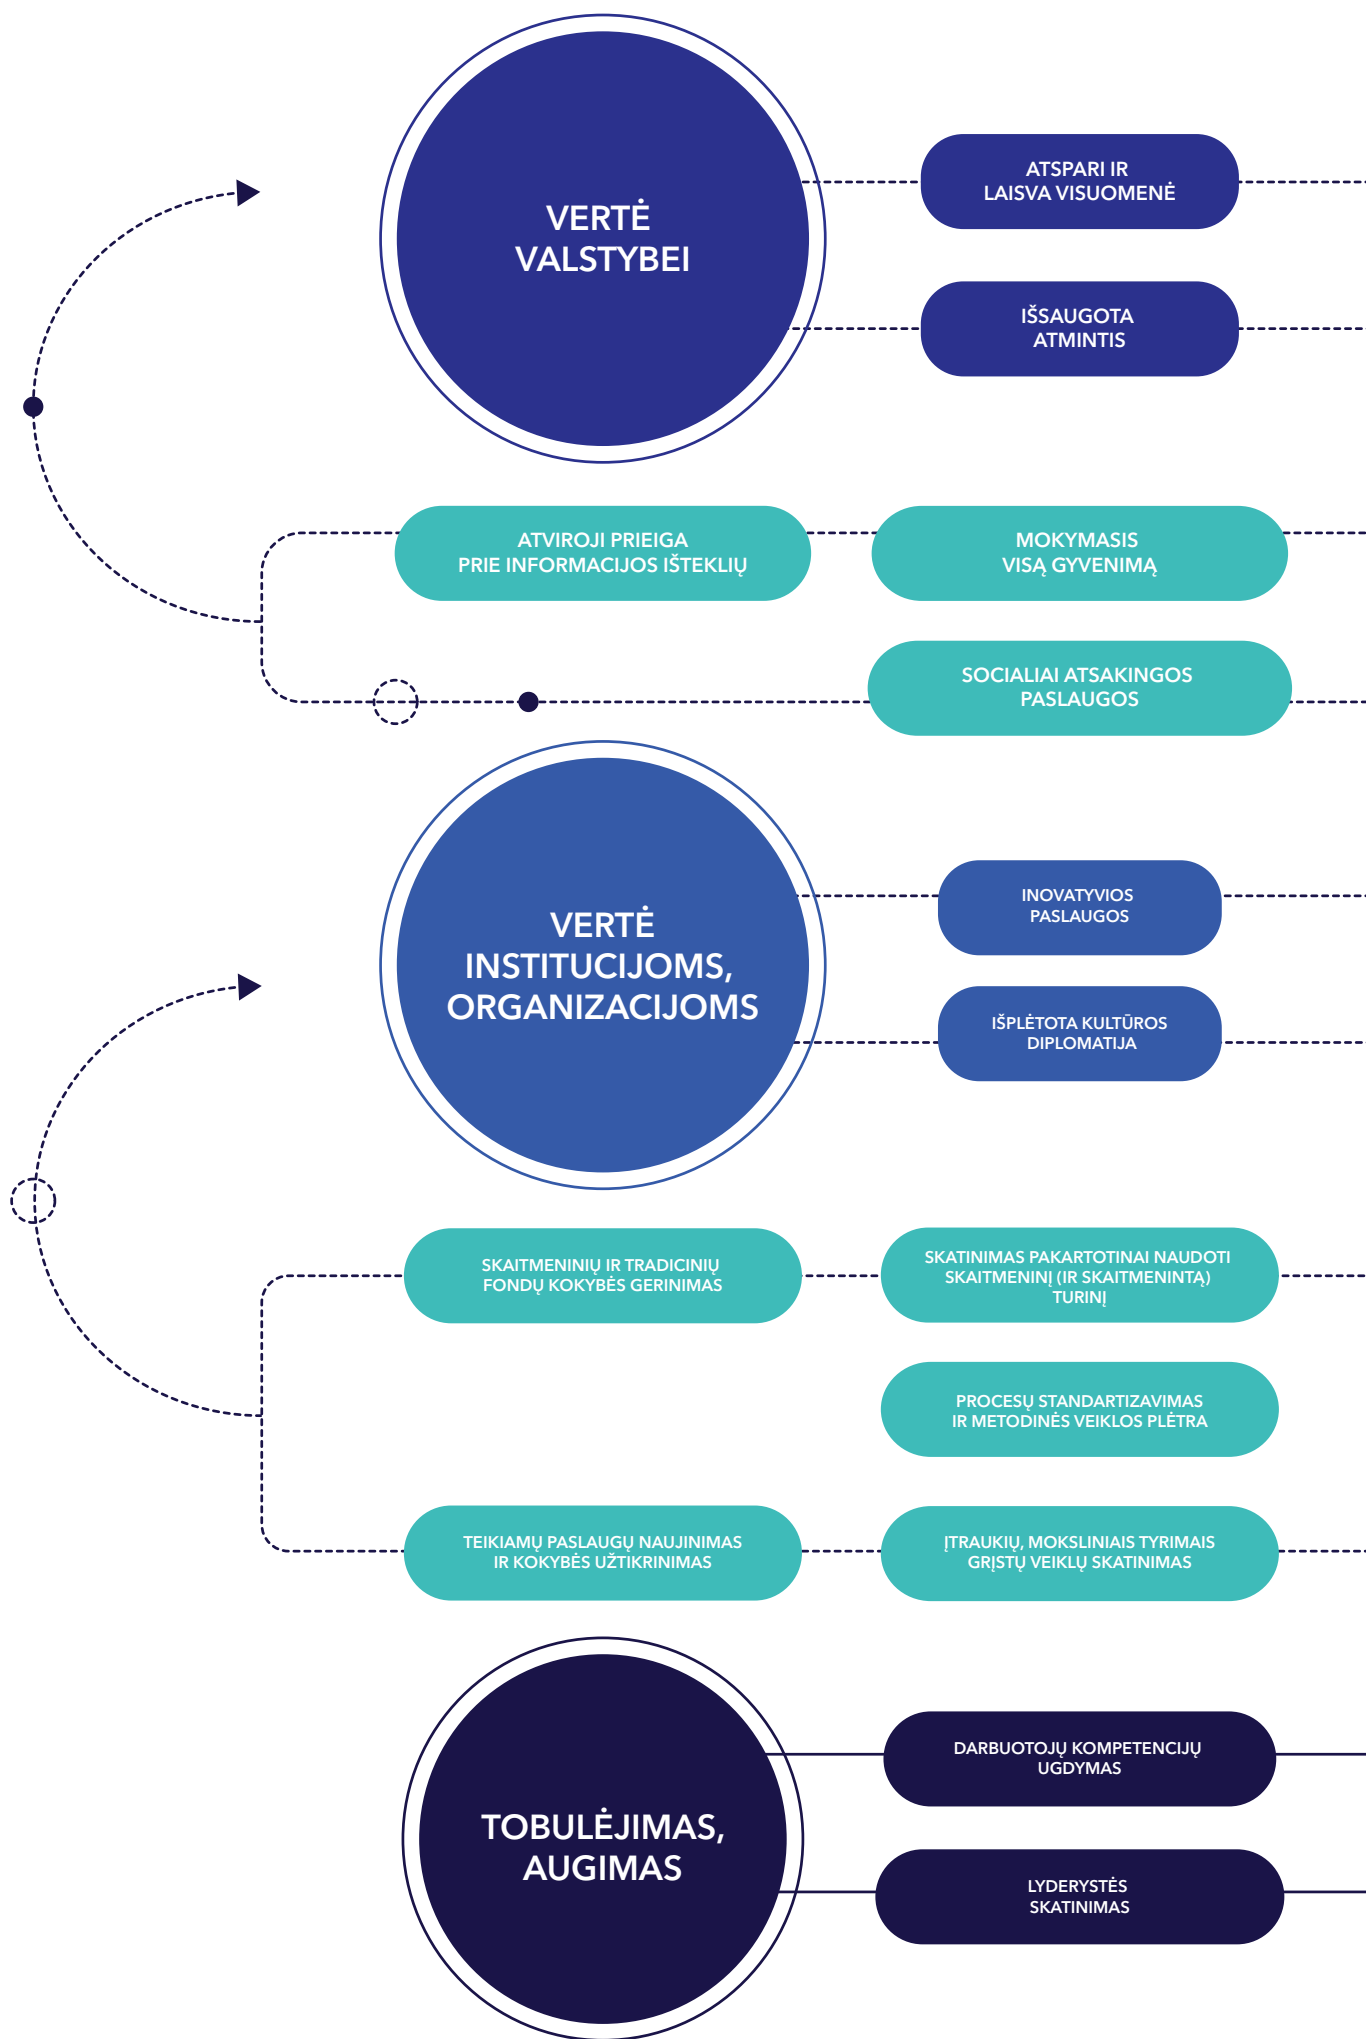 VERTĖ
VALSTYBEI
ATSPARI IR
LAISVA VISUOMENĖ
IŠSAUGOTA
ATMINTIS
ATVIROJI PRIEIGA
PRIE INFORMACIJOS IŠTEKLIŲ
MOKYMASIS
VISĄ GYVENIMĄ
SOCIALIAI ATSAKINGOS
PASLAUGOS
VERTĖ
INSTITUCIJOMS,
ORGANIZACIJOMS
INOVATYVIOS
PASLAUGOS
IŠPLĖTOTA KULTŪROS
DIPLOMATIJA
SKAITMENINIŲ IR TRADICINIŲ
FONDŲ KOKYBĖS GERINIMAS
SKATINIMAS PAKARTOTINAI NAUDOTI
SKAITMENINĮ (IR SKAITMENINTĄ)
TURINĮ
PROCESŲ STANDARTIZAVIMAS
IR METODINĖS VEIKLOS PLĖTRA
TEIKIAMŲ PASLAUGŲ NAUJINIMAS
IR KOKYBĖS UŽTIKRINIMAS
ĮTRAUKIŲ, MOKSLINIAIS TYRIMAIS
GRĮSTŲ VEIKLŲ SKATINIMAS
TOBULĖJIMAS,
AUGIMAS
DARBUOTOJŲ KOMPETENCIJŲ
UGDYMAS
LYDERYSTĖS
SKATINIMAS